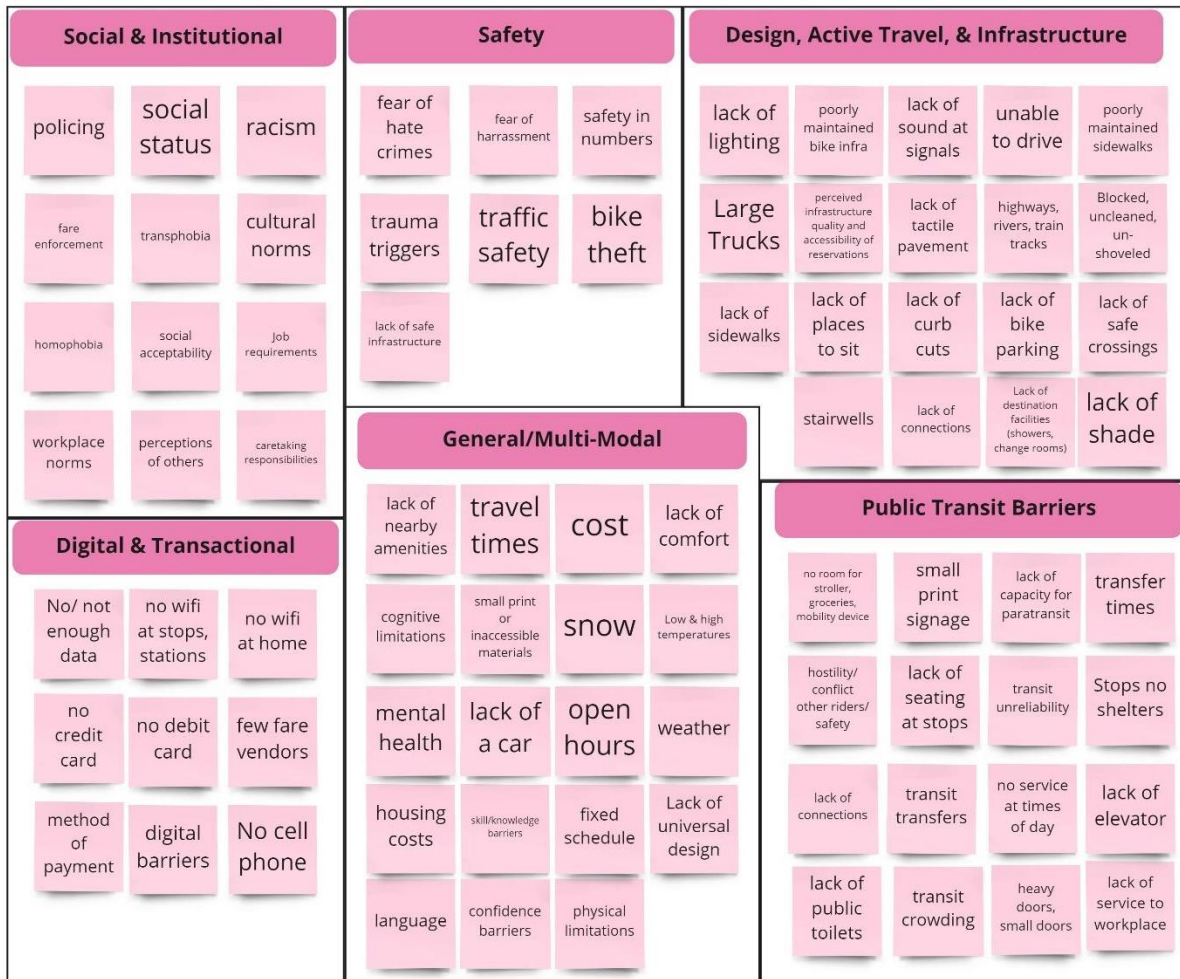 Social & Institutional
policing
social
status
racism
fare
enforcement
transphobia
cultural
norms
homophobia
social
acceptability
Job
requirements
workplace
norms
perceptions
of others
caretaking
responsibilities
Safety
fear of
hate
crimes
fear of
harrassment
safety in
numbers
trauma
triggers
traffic
safety
bike
theft
lack of safe
infrastructure
Design, Active Travel, & Infrastructure
lack of
lighting
poorly
maintained
bike infra
lack of
sound at
signals
unable
to drive
poorly
maintained
sidewalks
Large
Trucks
perceived
infrastructure
quality and
accessibility of
reservations
lack of
tactile
pavement
highways,
rivers, train
tracks
Blocked,
uncleaned,
un-
shoveled
lack of
sidewalks
lack of
places
to sit
lack of
curb
cuts
lack of
bike
parking
lack of
safe
crossings
stairwells
lack of
connections
Lack of
destination
facilities
(showers,
change rooms)
lack of
shade
Digital & Transactional
No/ not
enough
data
no wifi
at stops,
stations
no wifi
at home
no
credit
card
no debit
card
few fare
vendors
method
of
payment
digital
barriers
No cell
phone
General/Multi-Modal
lack of
nearby
amenities
travel
times
cost
lack of
comfort
cognitive
limitations
small print
or
inaccessible
materials
snow
Low & high
temperatures
mental
health
lack of
a car
open
hours
weather
housing
costs
skill/knowledge
barriers
fixed
schedule
Lack of
universal
design
language
confidence
barriers
physical
limitations
Public Transit Barriers
no room for
stroller,
groceries,
mobility device
small
print
signage
lack of
capacity for
paratransit
transfer
times
hostility/
conflict
other riders/
safety
lack of
seating
at stops
transit
unreliability
Stops no
shelters
lack of
connections
transit
transfers
no service
at times
of day
lack of
elevator
lack of
public
toilets
transit
crowding
heavy
doors,
small doors
lack of
service to
workplace